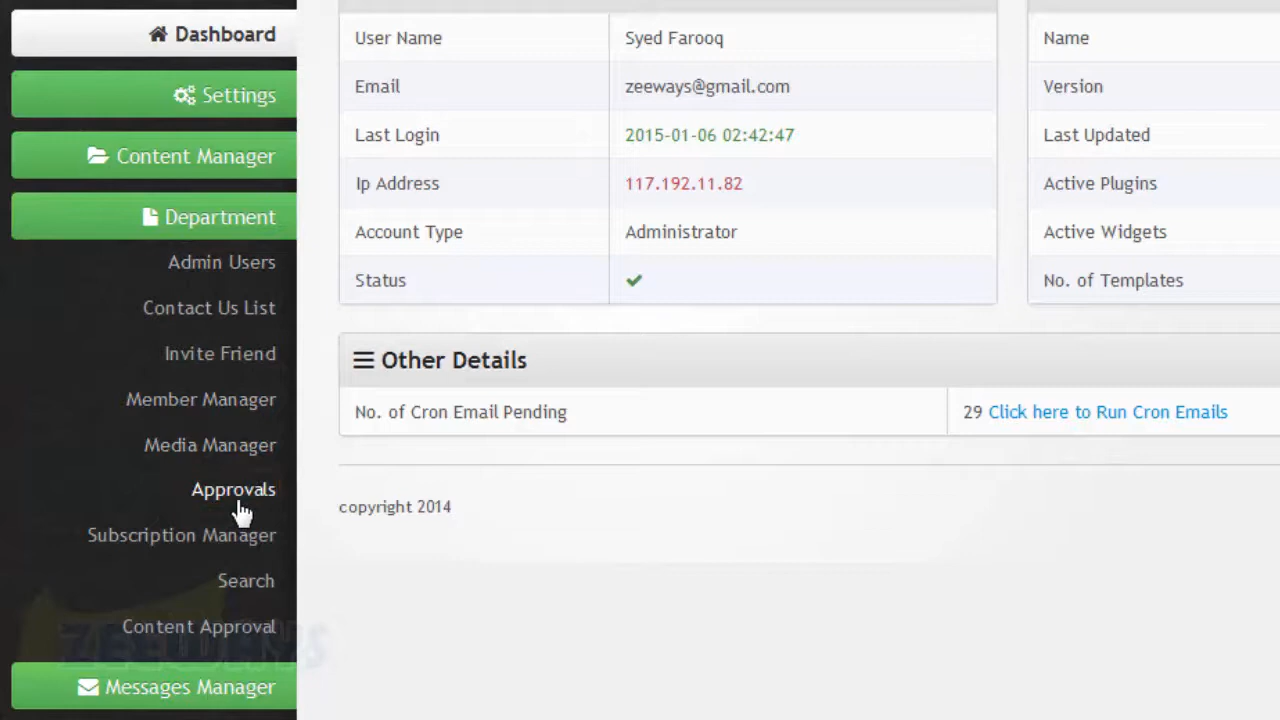 Dashboard
Settings
Content Manager
Department
Admin Users
Contact Us List
Invite Friend
Member Manager
Media Manager
Approvals
Subscription Manager
Search
Content Approval
Messages Manager
User Name Syed Farooq
Email zeeways@gmail.com
Last Login 2015-01-06 02:42:47
Ip Address 117.192.11.82
Account Type Administrator
Status
Name
Version
Last Updated
Active Plugins
Active Widgets
No. of Templates
Other Details
No. of Cron Email Pending 29 Click here to Run Cron Emails
copyright 2014
ZEEWAYS